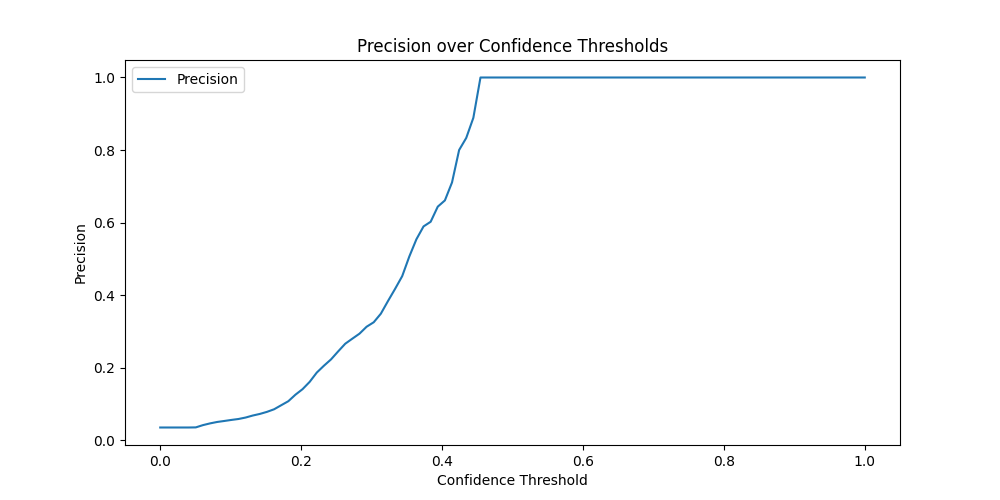 Precision over Confidence Thresholds
Precision
1.0
0.8
0.6
0.4
0.2
0.0
Precision
0.0 0.2 0.4 0.6 0.8 1.0
Confidence Threshold